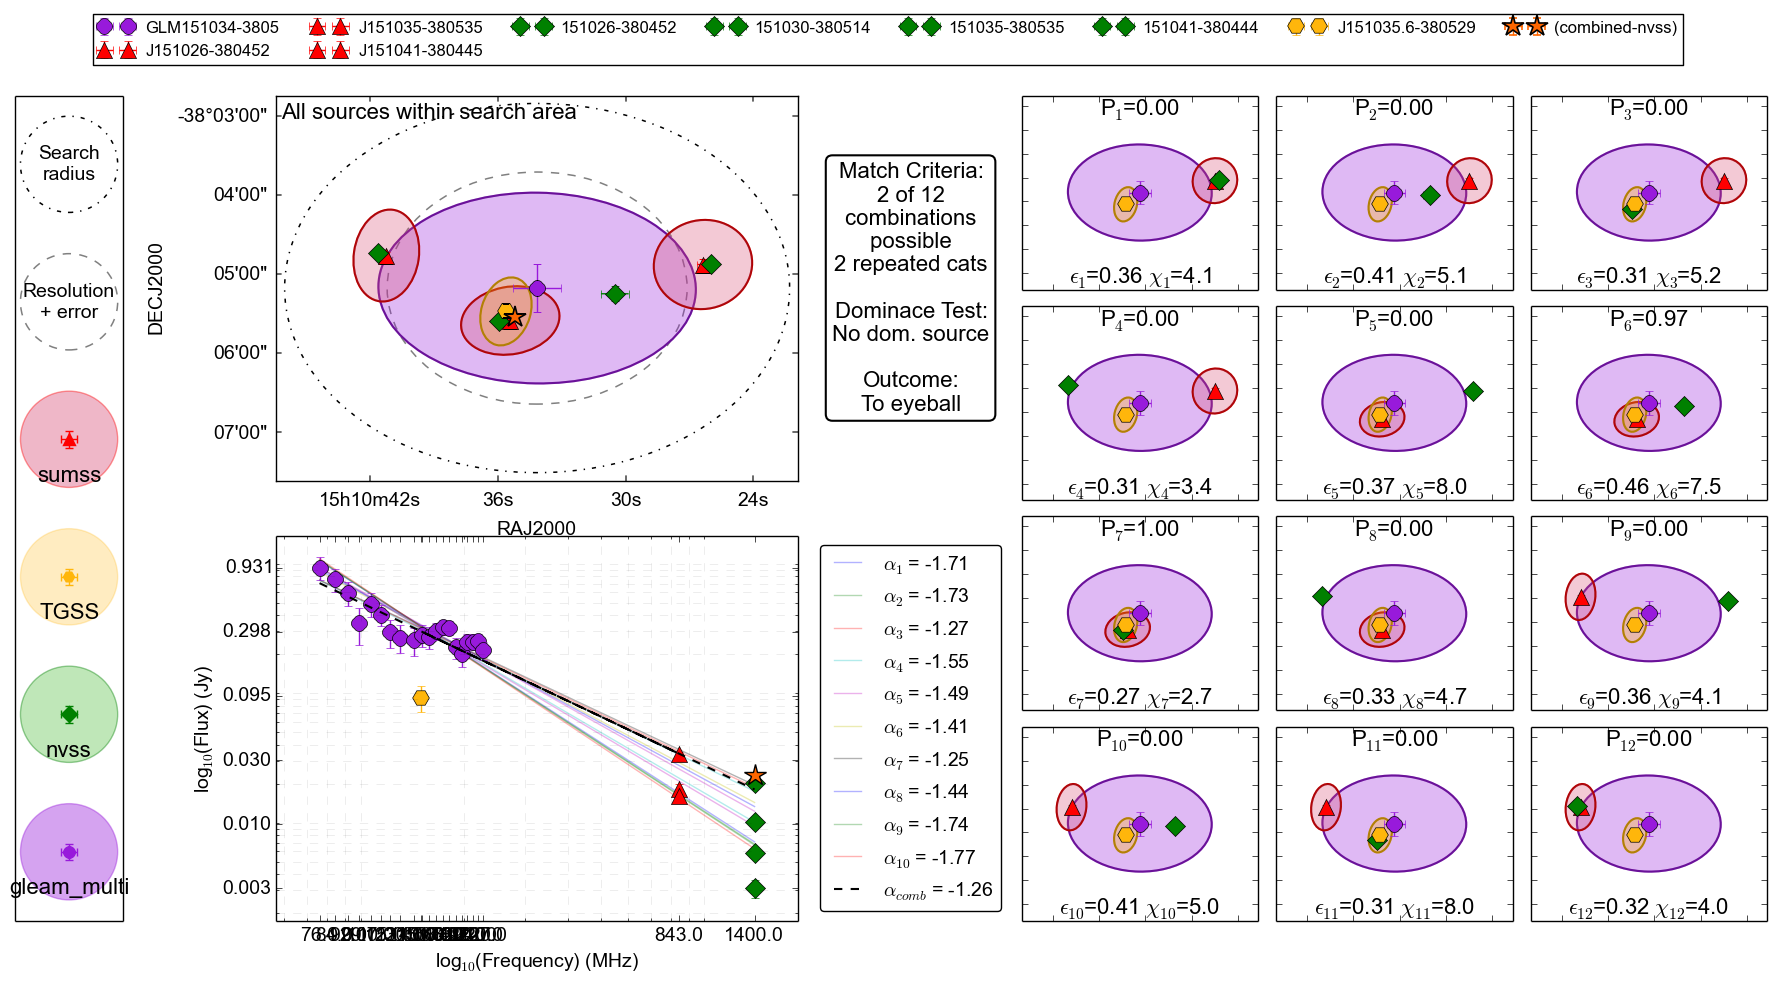 GLM151034-3805
J151035-380535
151026-380452
151030-380514
151035-380535
151041-380444
J151035.6-380529
(combined-nvss)
J151026-380452
J151041-380445
Search
radius
Resolution
+ error
sumss
TGSS
nvss
gleam_multi
All sources within search area
-38°03'00"
04'00"
05'00"
06'00"
07'00"
DECJ2000
15h10m42s
36s
30s
24s
RAJ2000
Match Criteria:
2 of 12
combinations
possible
2 repeated cats
Dominace Test:
No dom. source
Outcome:
To eyeball
0.931
0.298
0.095
0.030
0.010
0.003
log10(Flux) (Jy)
843.0
1400.0
log10(Frequency) (MHz)
α1 = -1.71
α2 = -1.73
α3 = -1.27
α4 = -1.55
α5 = -1.49
α6 = -1.41
α7 = -1.25
α8 = -1.44
α9 = -1.74
α10 = -1.77
αcomb = -1.26
P1=0.00
ϵ1=0.36 χ1=4.1
P2=0.00
ϵ2=0.41 χ2=5.1
P3=0.00
ϵ3=0.31 χ3=5.2
P4=0.00
ϵ4=0.31 χ4=3.4
P5=0.00
ϵ5=0.37 χ5=8.0
P6=0.97
ϵ6=0.46 χ6=7.5
P7=1.00
ϵ7=0.27 χ7=2.7
P8=0.00
ϵ8=0.33 χ8=4.7
P9=0.00
ϵ9=0.36 χ9=4.1
P10=0.00
ϵ10=0.41 χ10=5.0
P11=0.00
ϵ11=0.31 χ11=8.0
P12=0.00
ϵ12=0.32 χ12=4.0